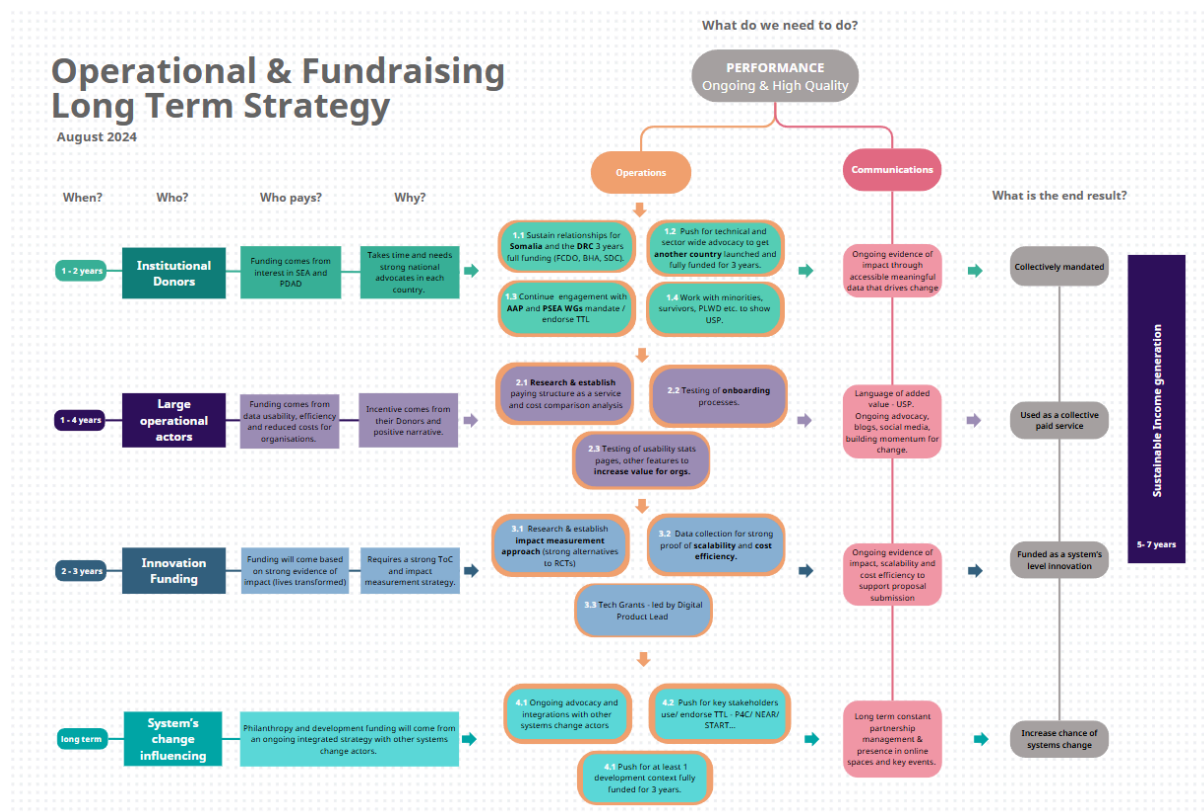 What do we need to do?
Operational & Fundraising
Long Term Strategy
August 2024
PERFORMANCE
Ongoing & High Quality
Operations
Communications
When?
Who?
Who pays?
Why?
What is the end result?
1 - 2 years
Institutional
Donors
Funding comes from
interest in SEA and
PDAD
Takes time and needs
strong national
advocates in each
country.
1.1 Sustain relationships for
Somalia and the DRC 3 years
full funding (FCDO, BHA, SDC).
1.2 Push for technical and
sector wide advocacy to get
another country launched and
fully funded for 3 years.
1.3 Continue engagement with
AAP and PSEA WGs mandate /
endorse TTL
1.4 Work with minorities,
survivors, PLWD etc. to show
USP.
Ongoing evidence of
impact through
accessible meaningful
data that drives change
Collectively mandated
1 - 4 years
Large
operational
actors
Funding comes from
data usability, efficiency
and reduced costs for
organisations.
Incentive comes from
their Donors and
positive narrative.
2.1 Research & establish
paying structure as a service
and cost comparison analysis
2.2 Testing of onboarding
processes.
2.3 Testing of usability stats
pages, other features to
increase value for orgs.
Language of added
value - USP.
Ongoing advocacy,
blogs, social media,
building momentum for
change.
Used as a collective
paid service
2 - 3 years
Innovation
Funding
Funding will come based
on strong evidence of
impact (lives transformed)
Requires a strong ToC
and impact
measurement strategy.
3.1 Research & establish
impact measurement
approach (strong alternatives
to RCTs)
3.2 Data collection for strong
proof of scalability and cost
efficiency.
3.3 Tech Grants - led by Digital
Product Lead
Ongoing evidence of
impact, scalability and
cost efficiency to
support proposal
submission
Funded as a system's
level innovation
long term
System's
change
influencing
Philanthropy and development funding will come from
an ongoing integrated strategy with other systems
change actors.
4.1 Ongoing advocacy and
integrations with other
systems change actors
4.2 Push for key stakeholders
use/ endorse TTL - P4C/ NEAR/
START...
4.1 Push for at least 1
development context fully
funded for 3 years.
Long term constant
partnership
management &
presence in online
spaces and key events.
Increase chance of
systems change
Sustainable Income generation
5- 7 years